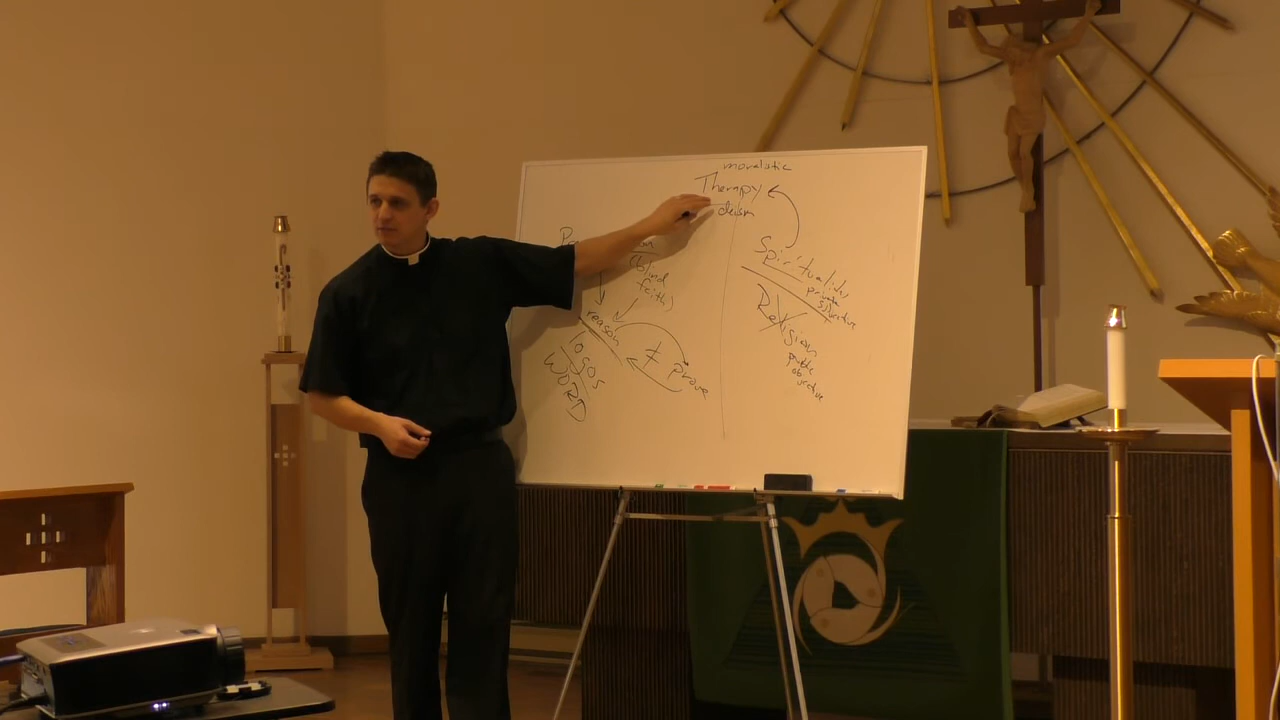 moralistic
Therapy
deism
(blind
faith)
reason
≠
Prove
logos
WORD
Spirituality
private
subjective
Religion
public
objective